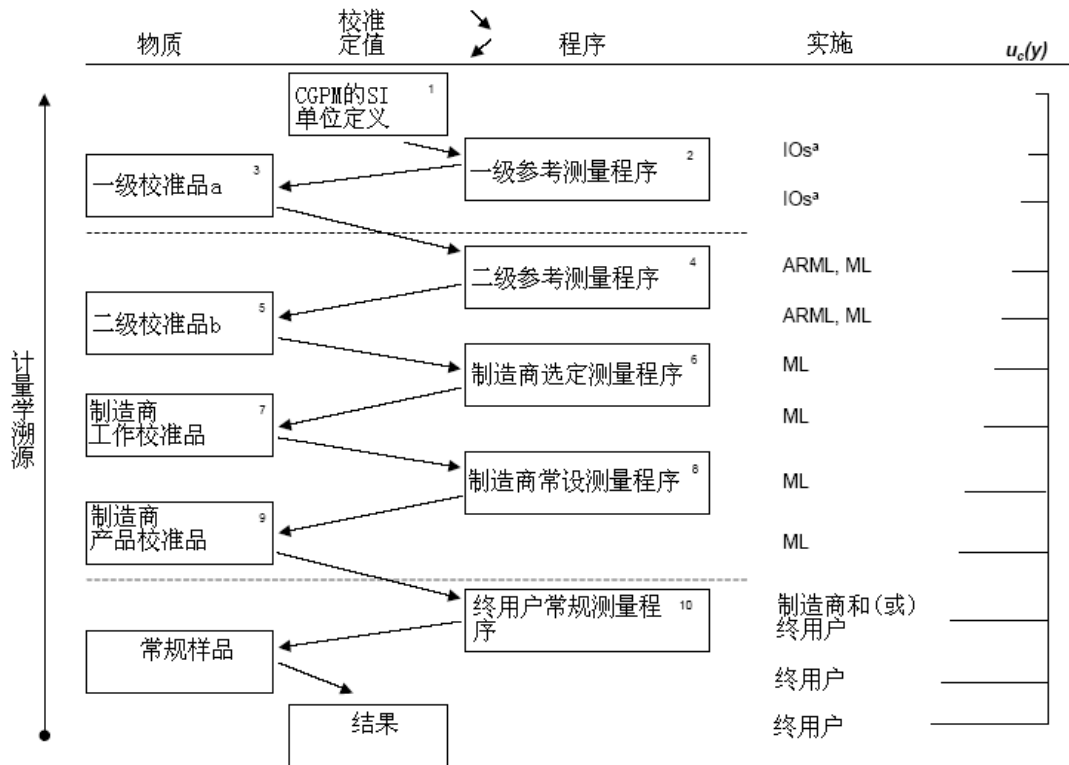 物质
校准
定值
程序
实施
u_c(y)
CGPM的SI
单位定义
1
一级参考测量程序
2
IOsᵃ
一级校准品a
3
IOsᵃ
二级参考测量程序
4
ARML, ML
二级校准品b
5
ARML, ML
制造商选定测量程序
6
ML
制造商
工作校准品
7
ML
制造商常设测量程序
8
ML
制造商
产品校准品
9
ML
终用户常规测量程
序
10
制造商和(或)
终用户
常规样品
终用户
结果
终用户
计量学溯源